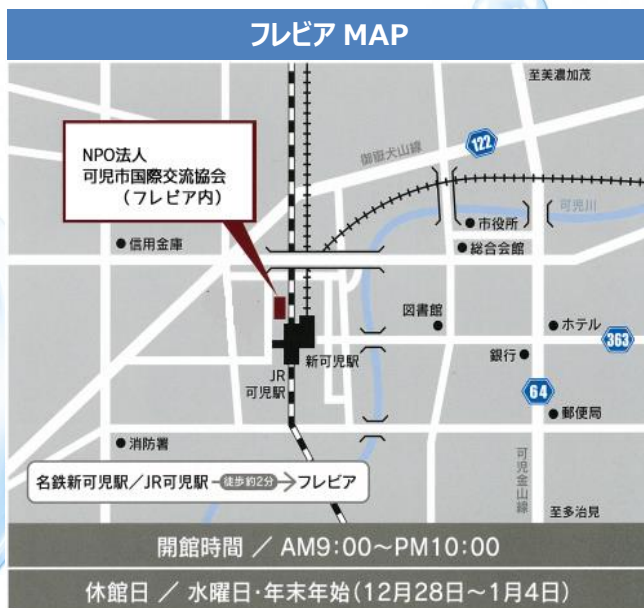 フレビア MAP
至美濃加茂
NPO法人
可児市国際交流協会
(フレビア内)
御嶽犬山線
122
可児川
信用金庫
市役所
総合会館
図書館
ホテル
363
新可児駅
銀行
JR
可児駅
64
郵便局
消防署
可児金山線
名鉄新可児駅/JR可児駅 徒歩約2分 フレビア
至多治見
開館時間 / AM9:00~PM10:00
休館日 / 水曜日・年末年始(12月28日~1月4日)